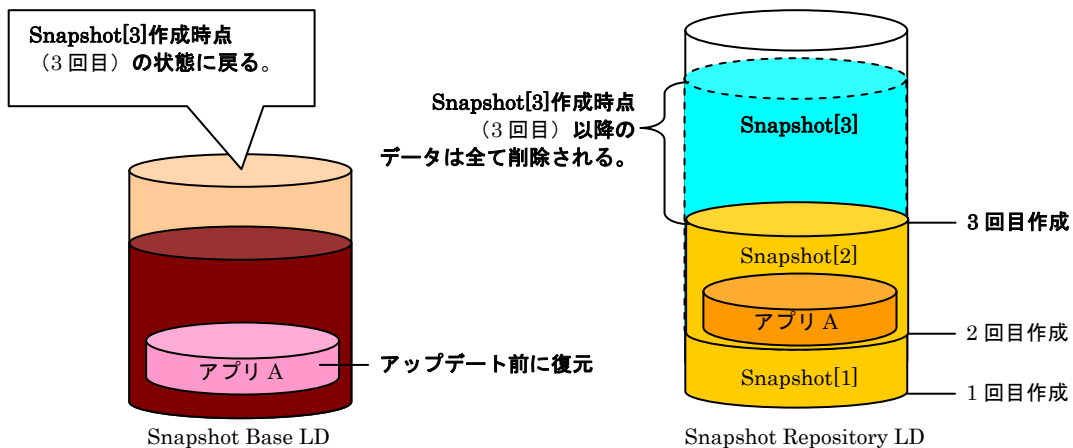 Snapshot[3]作成時点
（3 回目）の状態に戻る。
アプリ A
アップデート前に復元
Snapshot Base LD
Snapshot[3]作成時点
（3 回目）以降の
データは全て削除される。
Snapshot[3]
3 回目作成
Snapshot[2]
アプリ A
2 回目作成
Snapshot[1]
1 回目作成
Snapshot Repository LD